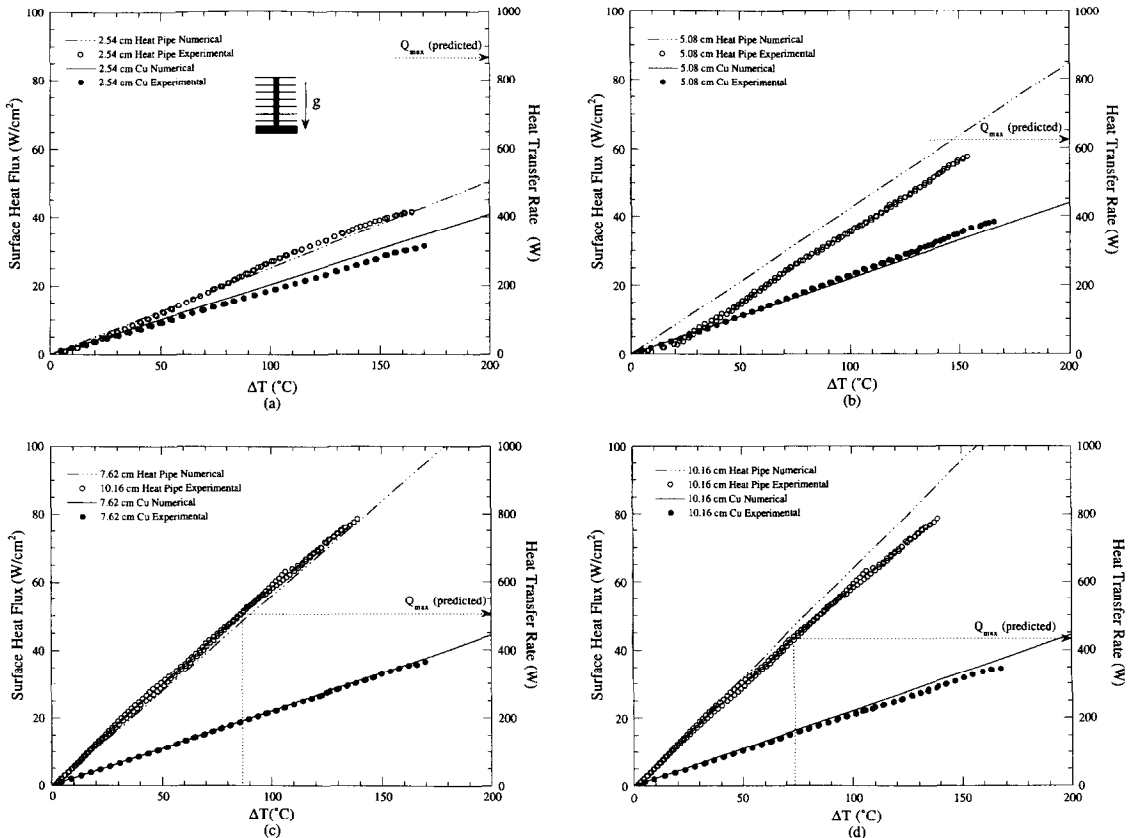 100
80
60
40
20
0
Surface Heat Flux (W/cm²)
2.54 cm Heat Pipe Numerical
2.54 cm Heat Pipe Experimental
2.54 cm Cu Numerical
2.54 cm Cu Experimental
g
Qmax (predicted)
1000
800
600
400
200
0
Heat Transfer Rate
(W)
0
50
100
150
200
ΔT (°C)
(a)
100
80
60
40
20
0
Surface Heat Flux (W/cm²)
5.08 cm Heat Pipe Numerical
5.08 cm Heat Pipe Experimental
5.08 cm Cu Numerical
5.08 cm Cu Experimental
Qmax (predicted)
1000
800
600
400
200
0
Heat Transfer Rate
(W)
0
50
100
150
200
ΔT (°C)
(b)
100
80
60
40
20
0
Surface Heat Flux (W/cm²)
7.62 cm Heat Pipe Numerical
10.16 cm Heat Pipe Experimental
7.62 cm Cu Numerical
7.62 cm Cu Experimental
Qmax (predicted)
1000
800
600
400
200
0
Heat Transfer Rate (W)
0
50
100
150
200
ΔT(°C)
(c)
100
80
60
40
20
0
Surface Heat Flux (W/cm²)
10.16 cm Heat Pipe Numerical
10.16 cm Heat Pipe Experimental
10.16 cm Cu Numerical
10.16 cm Cu Experimental
Qmax (predicted)
1000
800
600
400
200
0
Heat Transfer Rate (W)
0
50
100
150
200
ΔT (°C)
(d)